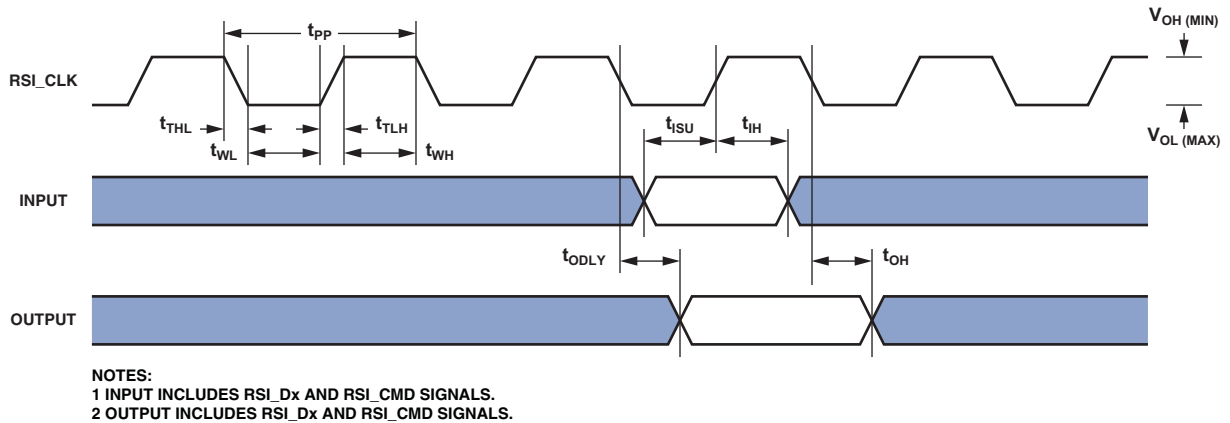 tPP
VOH (MIN)
RSI_CLK
tTHL
tTLH
tISU
tIH
VOL (MAX)
tWL
tWH
INPUT
tODLY
tOH
OUTPUT
NOTES:
1 INPUT INCLUDES RSI_Dx AND RSI_CMD SIGNALS.
2 OUTPUT INCLUDES RSI_Dx AND RSI_CMD SIGNALS.